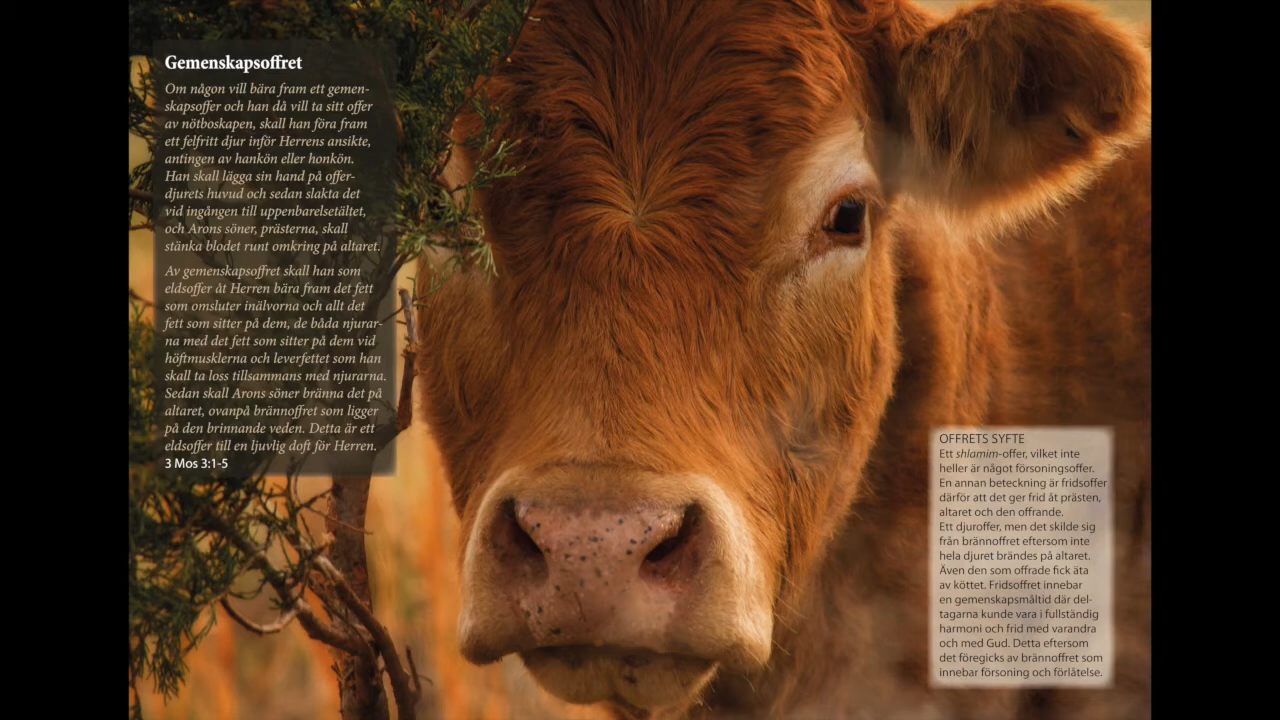 Gemenskapsoffret
Om någon vill bära fram ett gemen-
skapsoffer och han då vill ta sitt offer
av nötboskapen, skall han föra fram
ett felfritt djur inför Herrens ansikte,
antingen av hankön eller honkön.
Han skall lägga sin hand på offer-
djurets huvud och sedan slakta det
vid ingången till uppenbarelsetältet,
och Arons söner, prästerna, skall
stänka blodet runt omkring på altaret.
Av gemenskapsoffret skall han som
eldsoffer åt Herren bära fram det fett
som omsluter inälvorna och allt det
fett som sitter på dem, de båda njurar-
na med det fett som sitter på dem vid
höftmusklerna och leverfettet som han
skall ta loss tillsammans med njurarna.
Sedan skall Arons söner bränna det på
altaret, ovanpå brännoffret som ligger
på den brinnande veden. Detta är ett
eldsoffer till en ljuvlig doft för Herren.
3 Mos 3:1-5
OFFRETS SYFTE
Ett shlamim-offer, vilket inte
heller är något försoningsoffer.
En annan beteckning är fridsoffer
därför att det ger frid åt prästen,
altaret och den offrande.
Ett djuroffer, men det skilde sig
från brännoffret eftersom inte
hela djuret brändes på altaret.
Även den som offrade fick äta
av köttet. Fridsoffret innebar
en gemenskapsmåltid där del-
tagarna kunde vara i fullständig
harmoni och frid med varandra
och med Gud. Detta eftersom
det föregicks av brännoffret som
innebar försoning och förlåtelse.